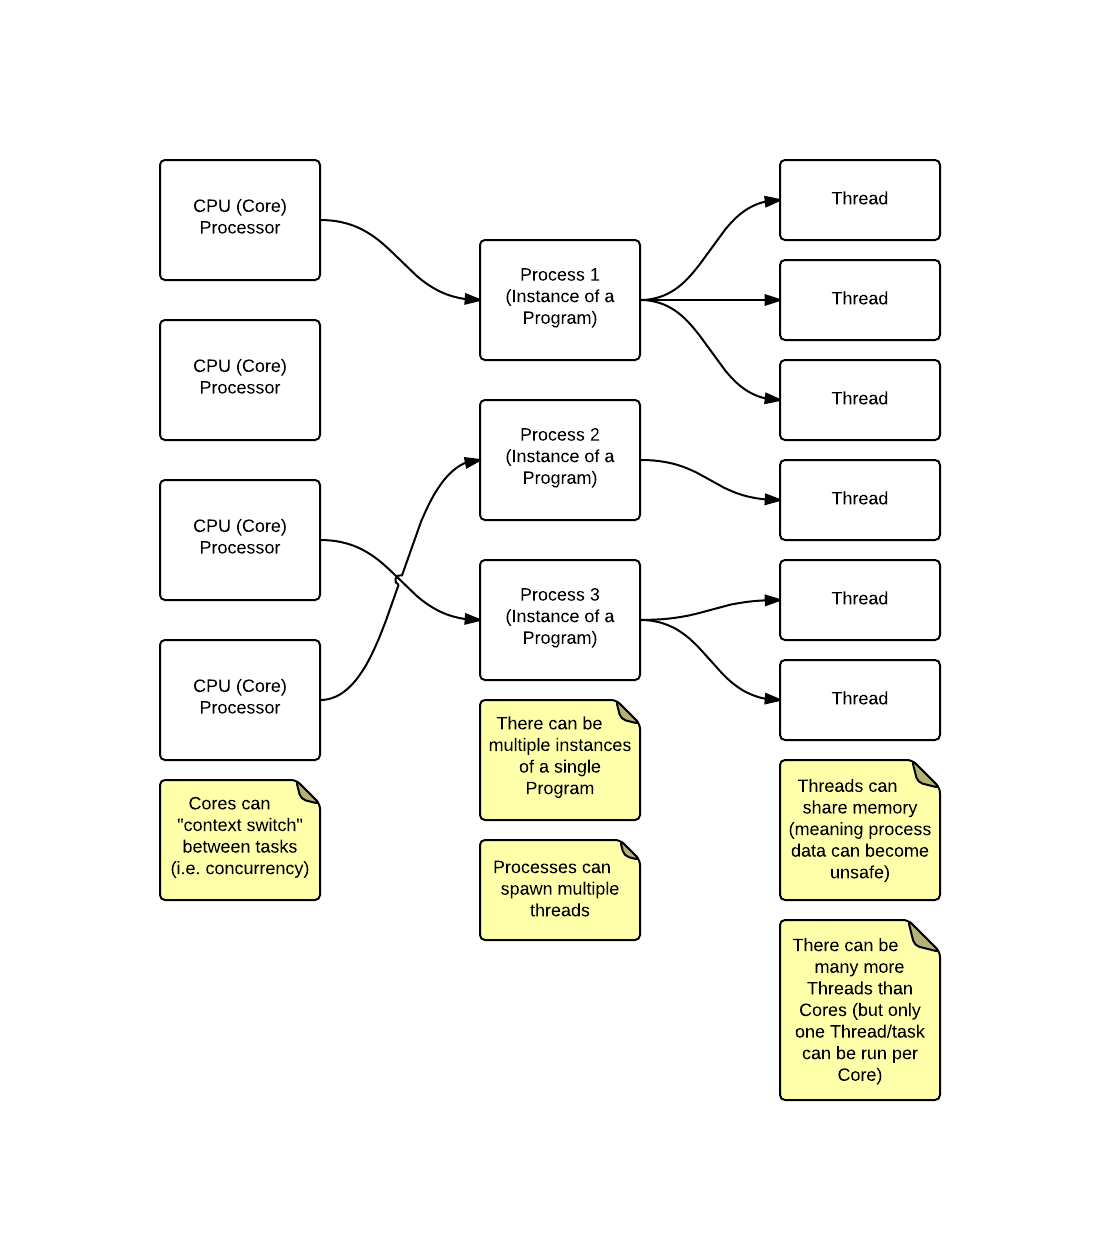 CPU (Core)
Processor
CPU (Core)
Processor
CPU (Core)
Processor
CPU (Core)
Processor
Cores can
"context switch"
between tasks
(i.e. concurrency)
Process 1
(Instance of a
Program)
Process 2
(Instance of a
Program)
Process 3
(Instance of a
Program)
There can be
multiple instances
of a single
Program
Processes can
spawn multiple
threads
Thread
Thread
Thread
Thread
Thread
Thread
Threads can
share memory
(meaning process
data can become
unsafe)
There can be
many more
Threads than
Cores (but only
one Thread/task
can be run per
Core)